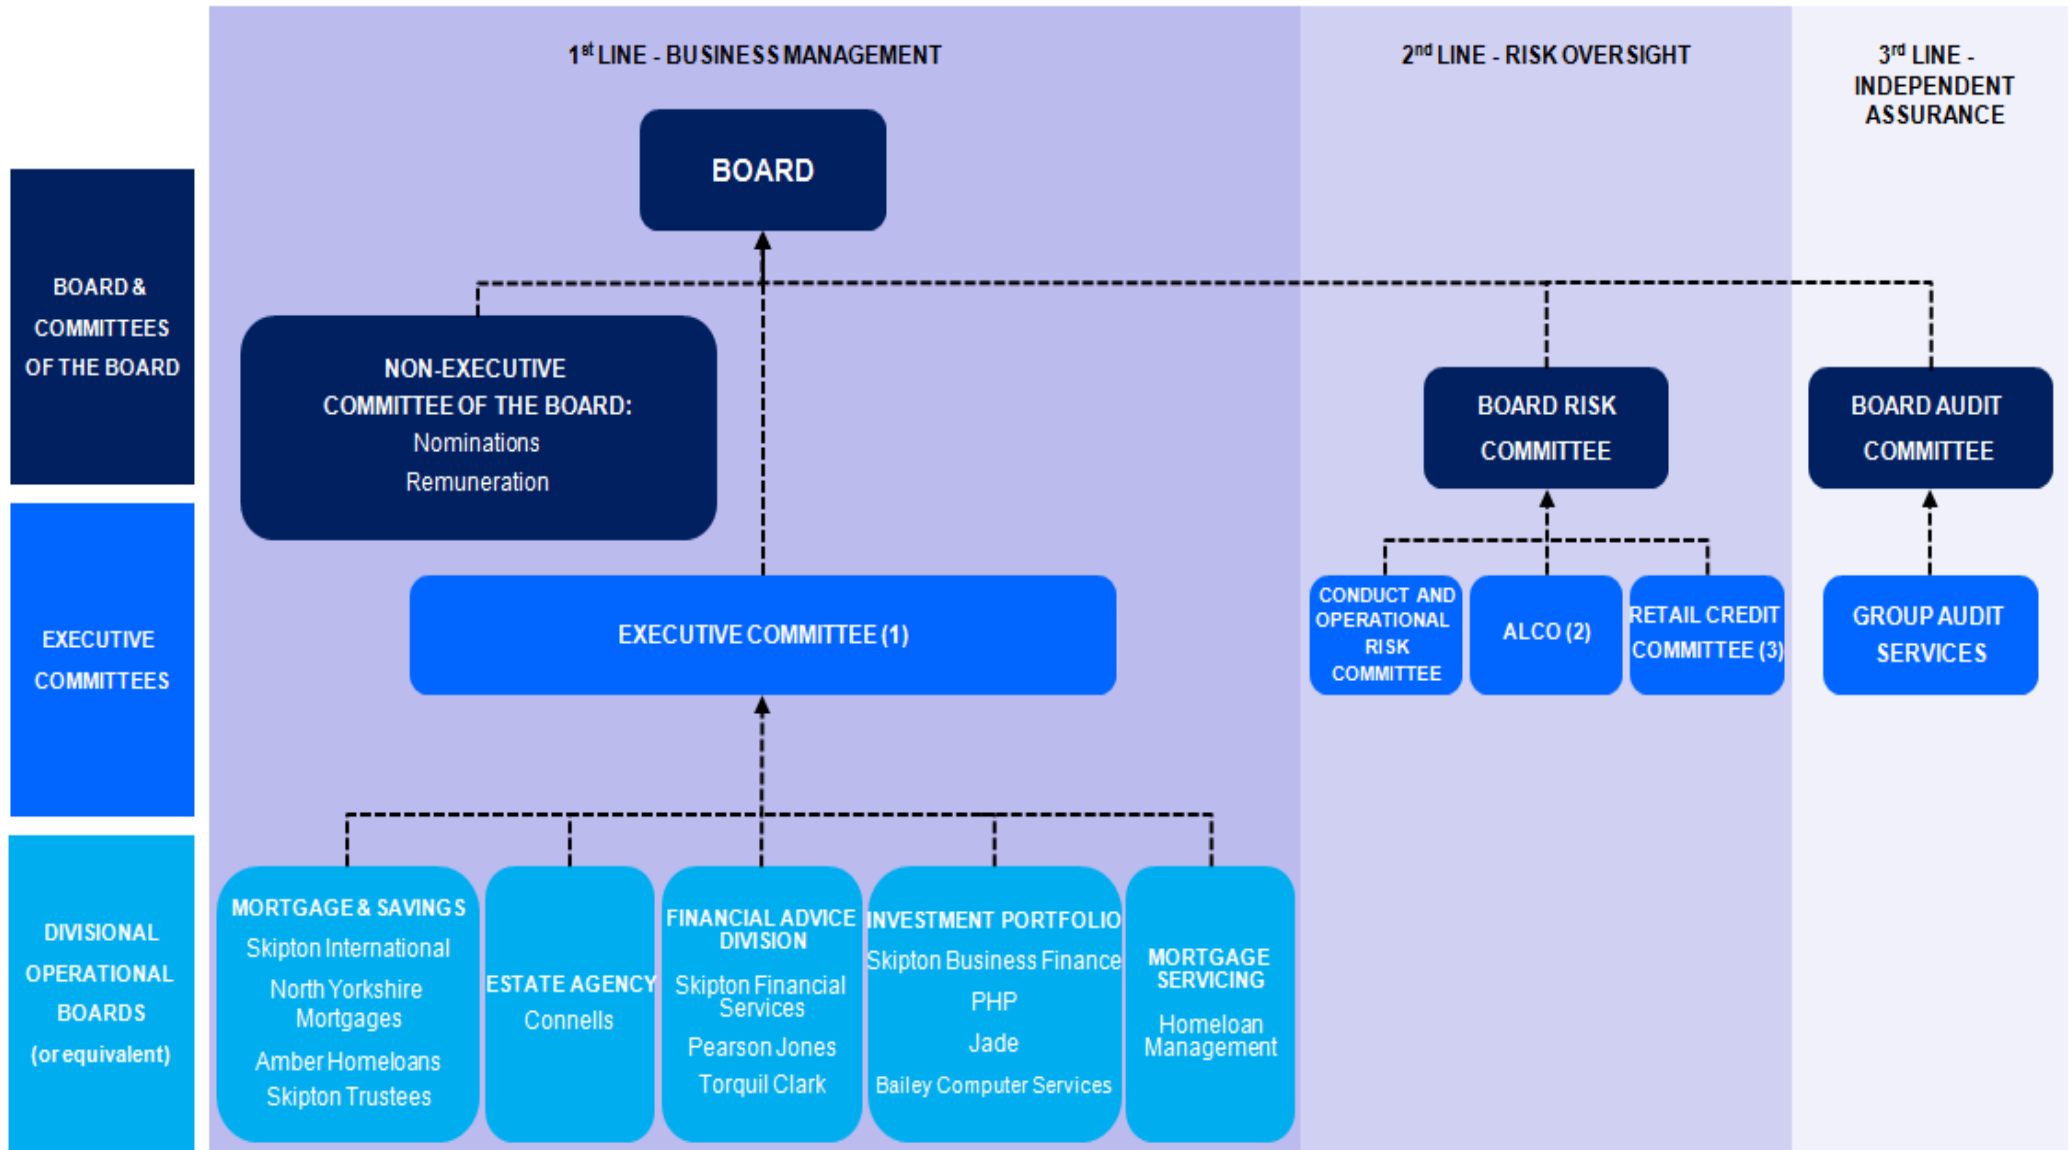 1st LINE - BUSINESS MANAGEMENT
2nd LINE - RISK OVERSIGHT
3rd LINE -
INDEPENDENT
ASSURANCE
BOARD
BOARD &
COMMITTEES
OF THE BOARD
NON-EXECUTIVE
COMMITTEE OF THE BOARD:
Nominations
Remuneration
BOARD RISK
COMMITTEE
BOARD AUDIT
COMMITTEE
EXECUTIVE
COMMITTEES
EXECUTIVE COMMITTEE (1)
CONDUCT AND
OPERATIONAL
RISK
COMMITTEE
ALCO (2)
RETAIL CREDIT
COMMITTEE (3)
GROUP AUDIT
SERVICES
DIVISIONAL
OPERATIONAL
BOARDS
(or equivalent)
MORTGAGE & SAVINGS
Skipton International
North Yorkshire
Mortgages
Amber Homeloans
Skipton Trustees
ESTATE AGENCY
Connells
FINANCIAL ADVICE
DIVISION
Skipton Financial
Services
Pearson Jones
Torquil Clark
INVESTMENT PORTFOLIO
Skipton Business Finance
PHP
Jade
Bailey Computer Services
MORTGAGE
SERVICING
Homeloan
Management